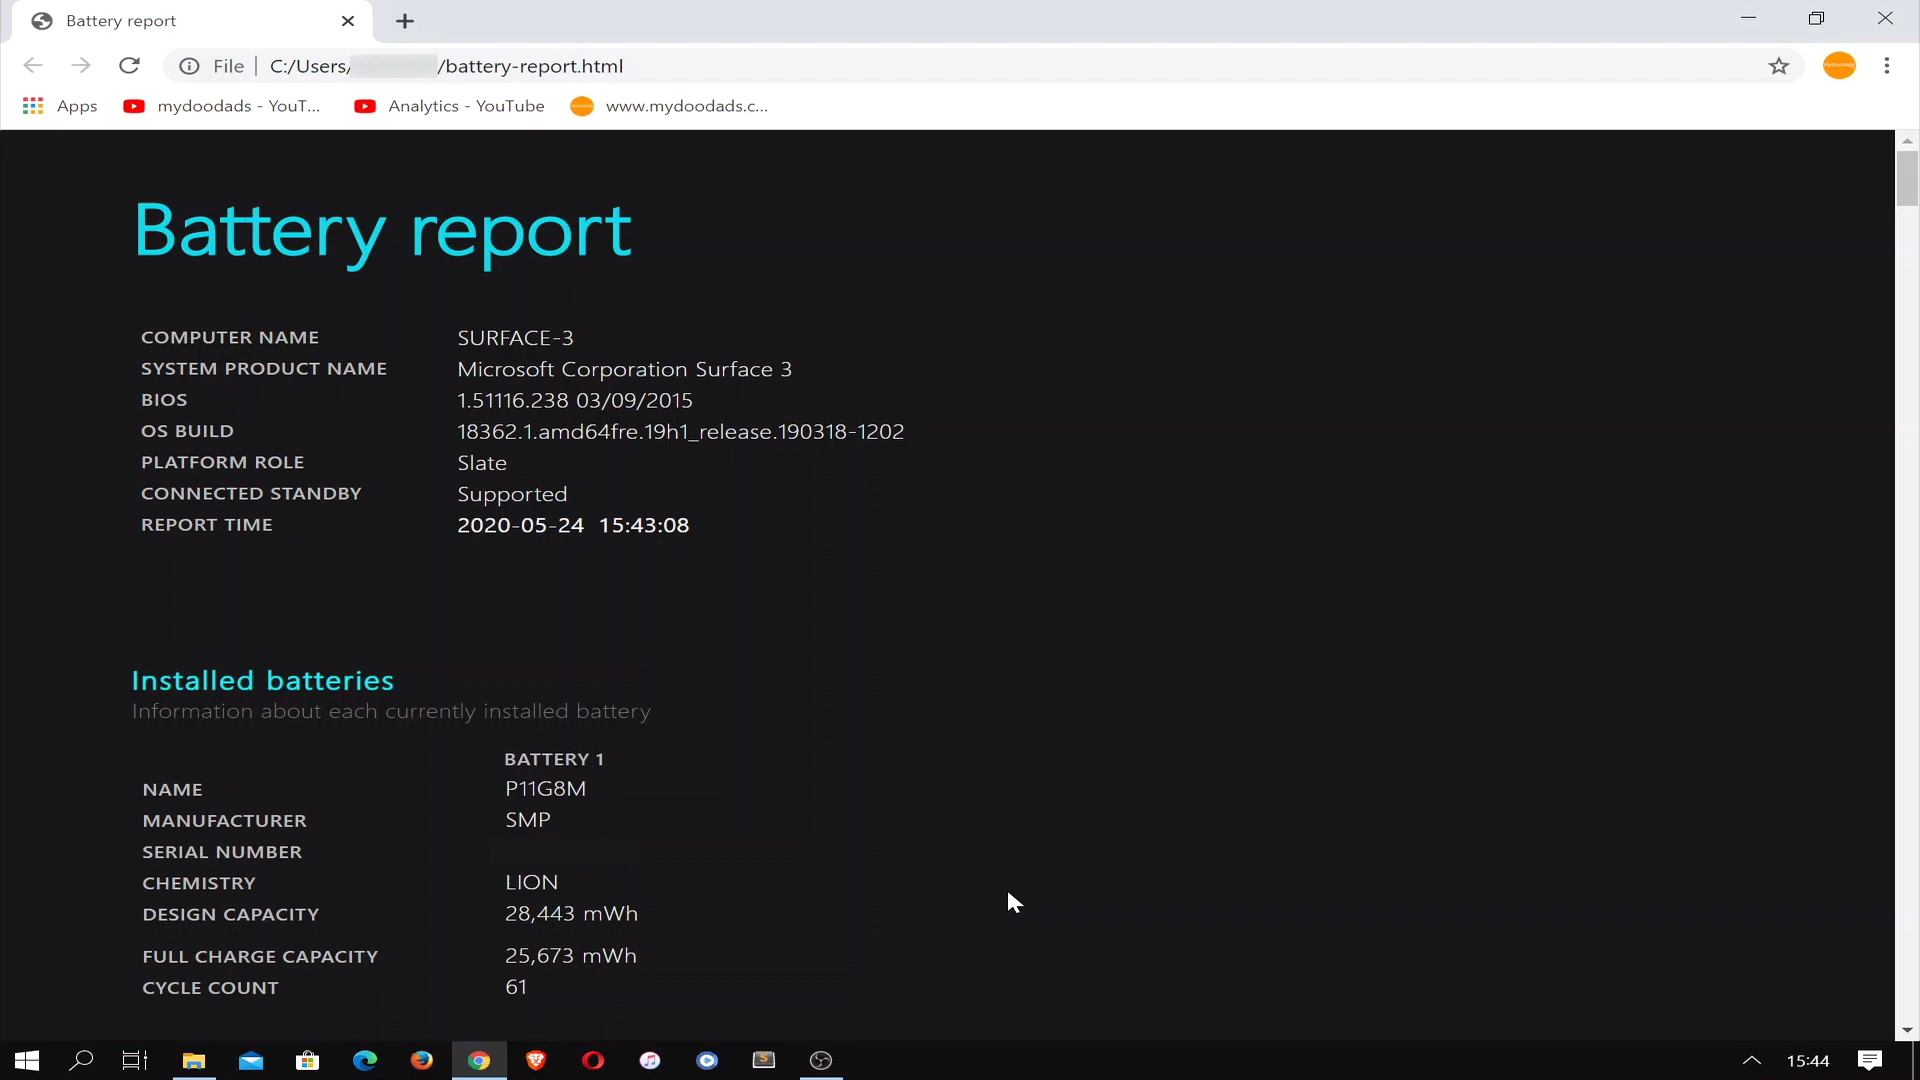 Battery report
File
C:/Users/ /battery-report.html
Apps
mydoodads - YouT...
Analytics - YouTube
www.mydoodads.c...
Battery report
COMPUTER NAME SURFACE-3
SYSTEM PRODUCT NAME Microsoft Corporation Surface 3
BIOS 1.51116.238 03/09/2015
OS BUILD 18362.1.amd64fre.19h1_release.190318-1202
PLATFORM ROLE Slate
CONNECTED STANDBY Supported
REPORT TIME 2020-05-24 15:43:08
Installed batteries
Information about each currently installed battery
BATTERY 1
NAME P11G8M
MANUFACTURER SMP
SERIAL NUMBER
CHEMISTRY LION
DESIGN CAPACITY 28,443 mWh
FULL CHARGE CAPACITY 25,673 mWh
CYCLE COUNT 61
15:44